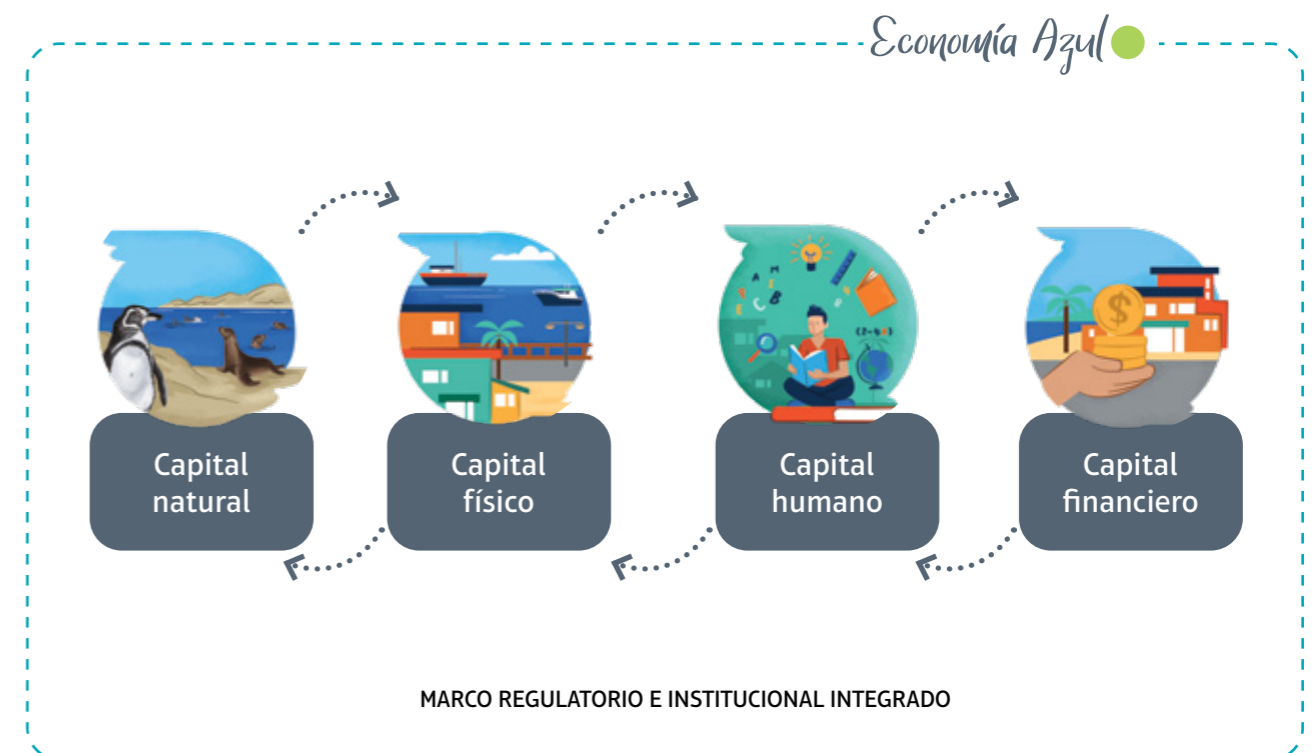 Economía Azul
Capital
natural
Capital
físico
Capital
humano
Capital
financiero
MARCO REGULATORIO E INSTITUCIONAL INTEGRADO